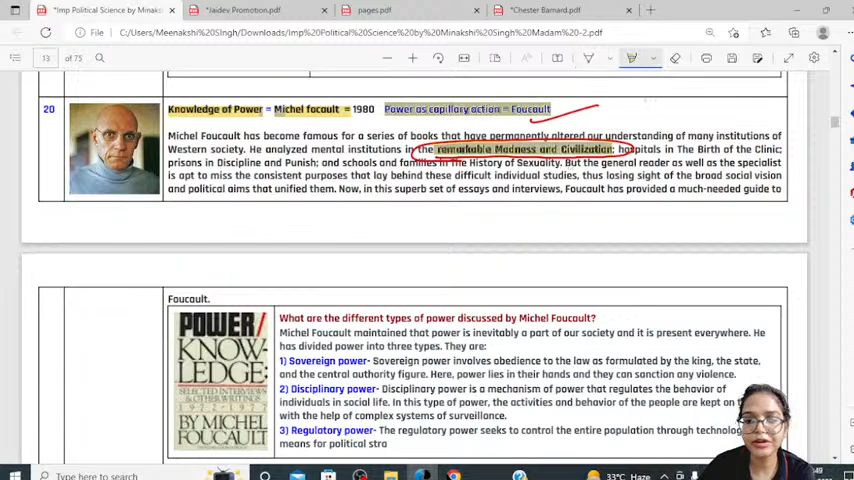 *Imp Political Science by Minaksh
*Jaidev Promotion.pdf
pages.pdf
*Chester Barnard.pdf
File
C:/Users/Meenakshi SIngh/Downloads/Imp%20Political%20Science%20by%20Minakshi%20Singh%20Madam%20-2.pdf
13 of 75
20
Knowledge of Power = Michel focault = 1980 Power as capillary action = Foucault
Michel Foucault has become famous for a series of books that have permanently altered our understanding of many institutions of
Western society. He analyzed mental institutions in the remarkable Madness and Civilization; hospitals in The Birth of the Clinic;
prisons in Discipline and Punish; and schools and families in The History of Sexuality. But the general reader as well as the specialist
is apt to miss the consistent purposes that lay behind these difficult individual studies, thus losing sight of the broad social vision
and political aims that unified them. Now, in this superb set of essays and interviews, Foucault has provided a much-needed guide to
Foucault.
POWER/
KNOW-
LEDGE:
SELECTED INTERVIEWS
& OTHER WRITINGS
1972-1977
BY MICHEL
FOUCAULT
What are the different types of power discussed by Michel Foucault?
Michel Foucault maintained that power is inevitably a part of our society and it is present everywhere. He
has divided power into three types. They are:
1) Sovereign power- Sovereign power involves obedience to the law as formulated by the king, the state,
and the central authority figure. Here, power lies in their hands and they can sanction any violence.
2) Disciplinary power- Disciplinary power is a mechanism of power that regulates the behavior of
individuals in social life. In this type of power, the activities and behavior of the people are kept on
with the help of complex systems of surveillance.
3) Regulatory power- The regulatory power seeks to control the entire population through
means for political stra
Type here to search
33°C Haze